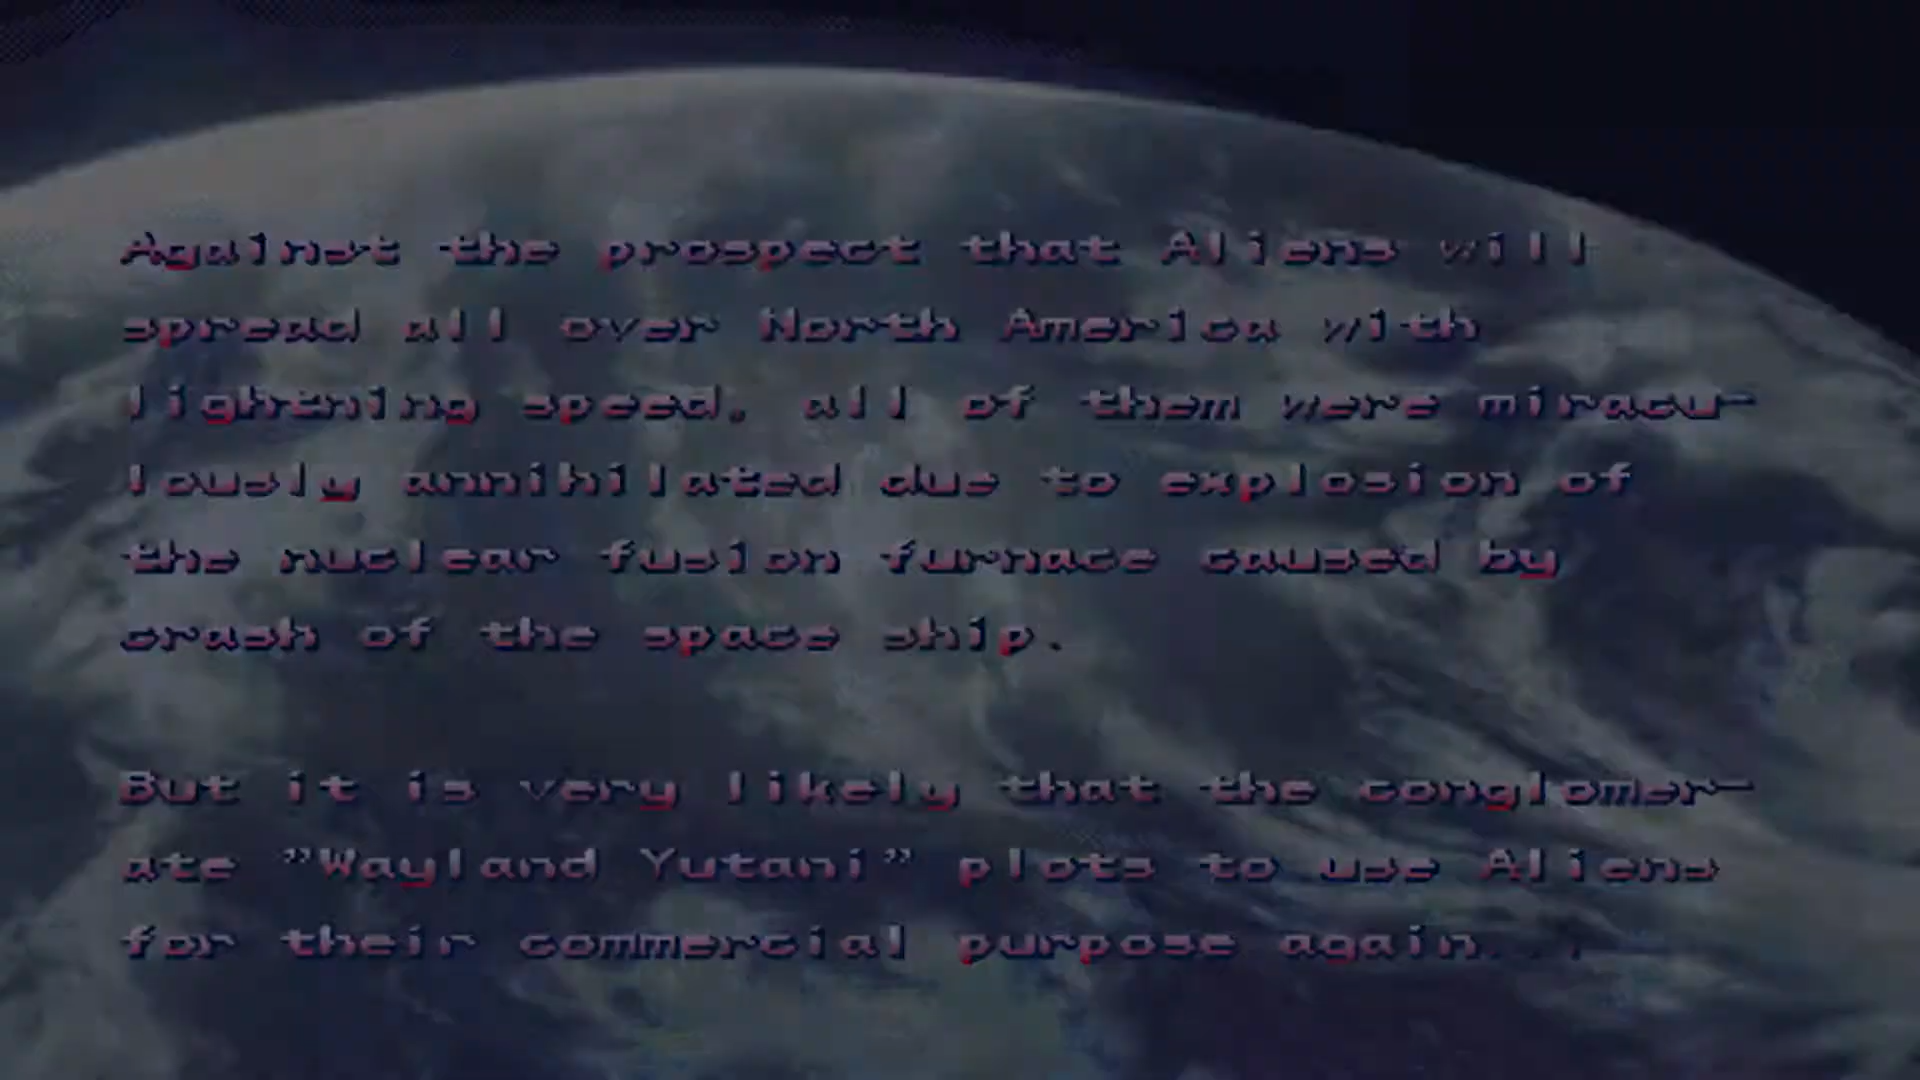 Against the prospect that Aliens will
spread all over North America with
lightning speed, all of them were miracu-
lously annihilated due to explosion of
the nuclear fusion furnace caused by
crash of the space ship.
But it is very likely that the conglomer-
ate "Wayland Yutani" plots to use Aliens
for their commercial purpose again...